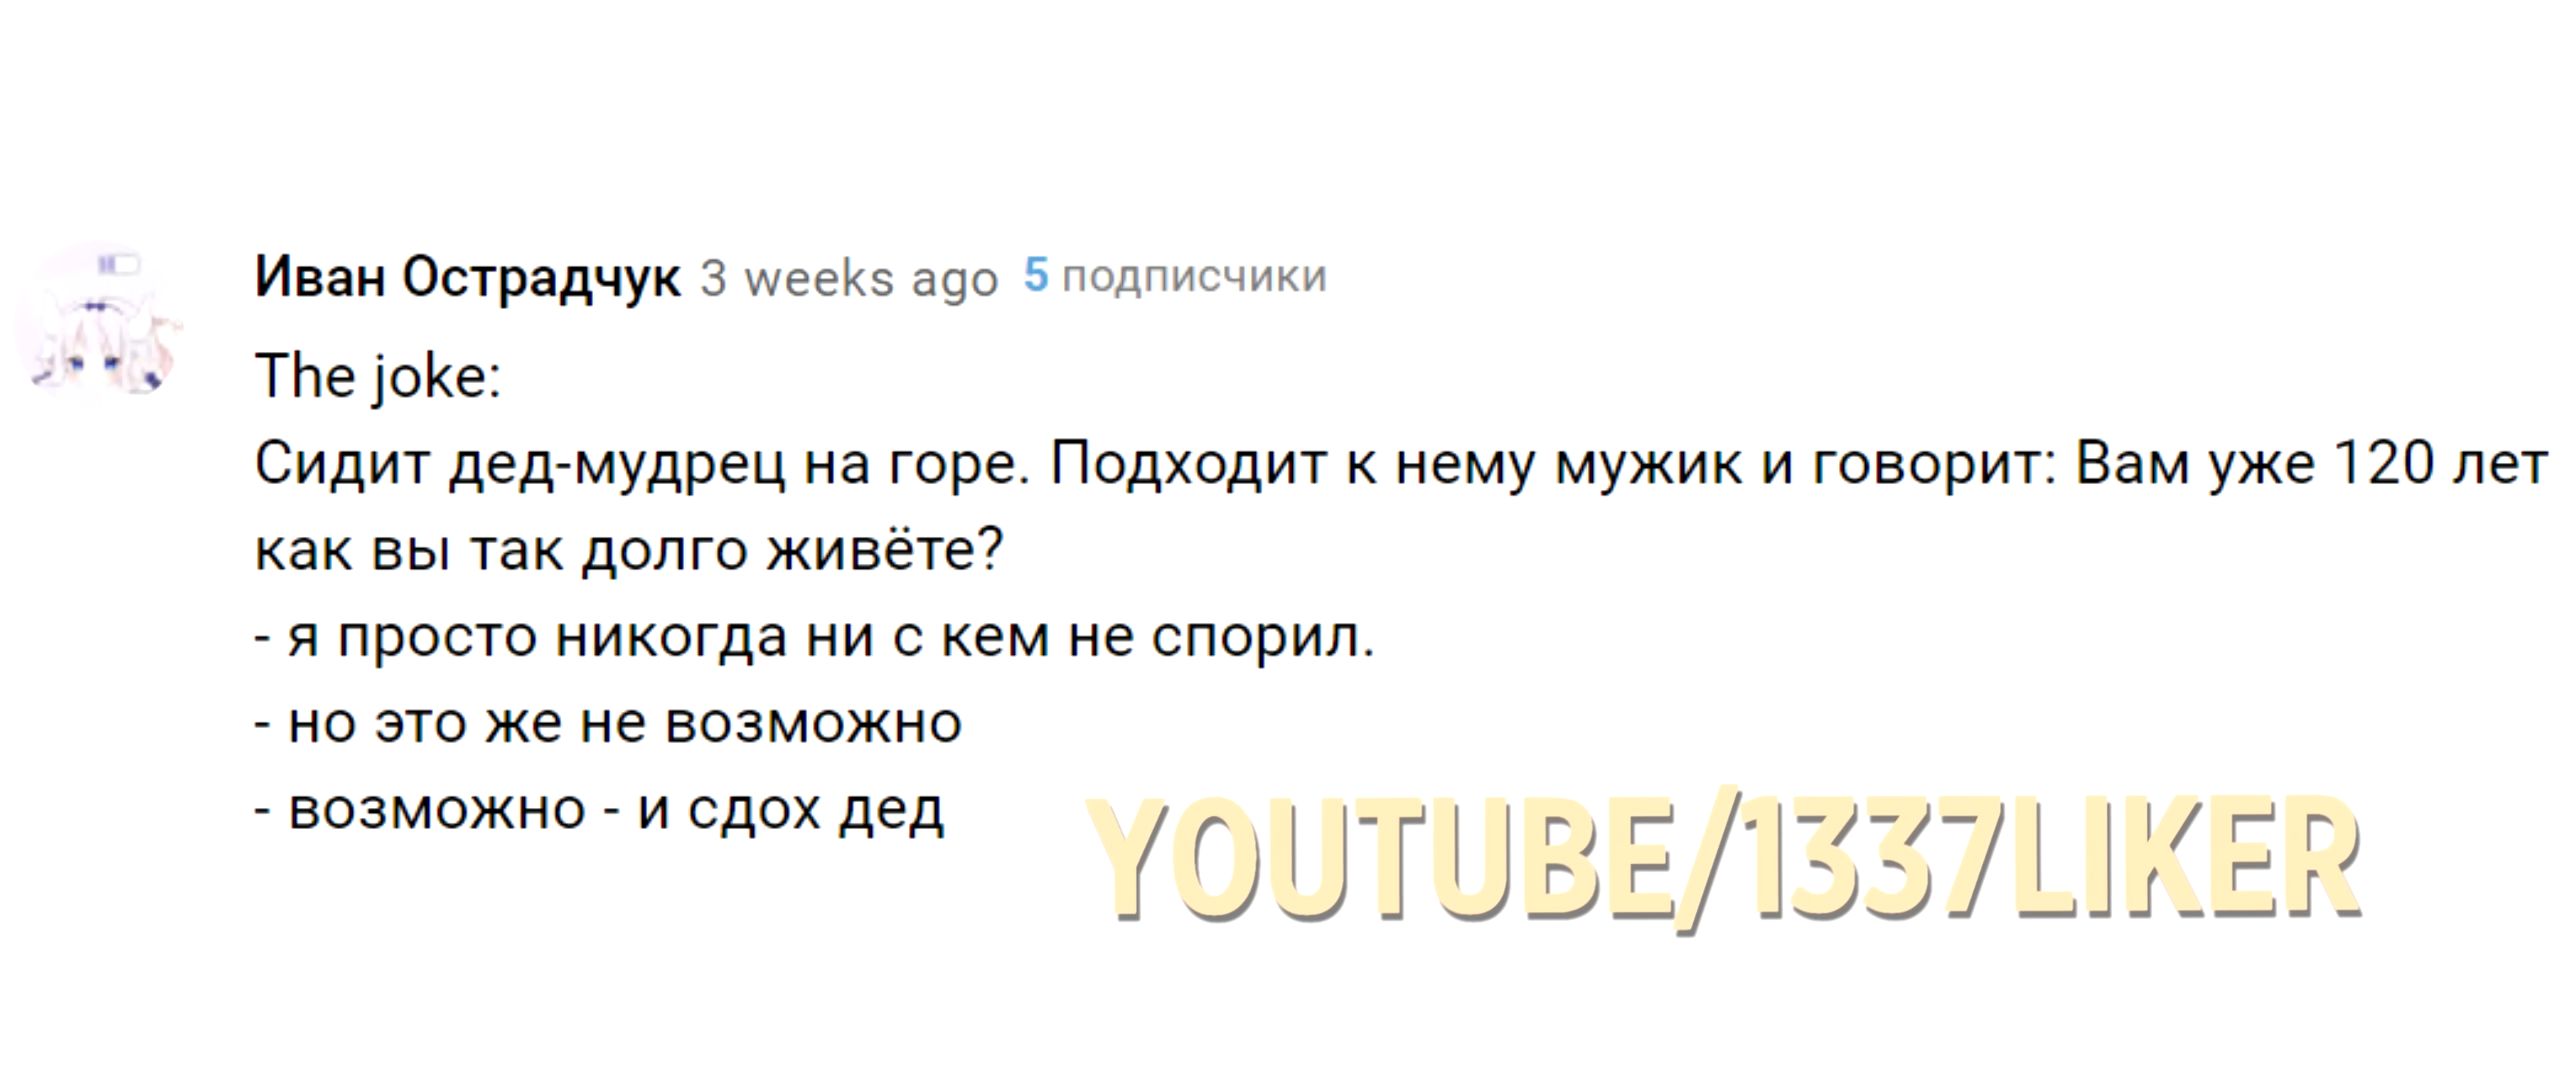 Иван Острадчук 3 weeks ago 5 подписчики
The joke:
Сидит дед-мудрец на горе. Подходит к нему мужик и говорит: Вам уже 120 лет
как вы так долго живёте?
- я просто никогда ни с кем не спорил.
- но это же не возможно
- возможно - и сдох дед
YOUTUBE/1337LIKER